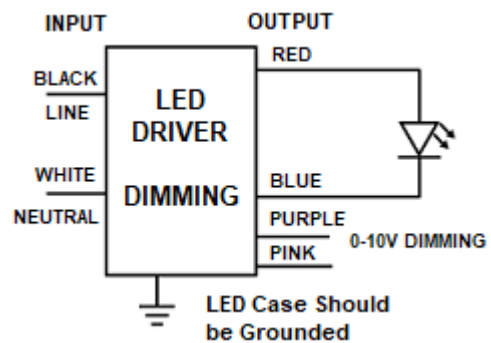 INPUT
OUTPUT
BLACK
LINE
WHITE
NEUTRAL
LED
DRIVER
DIMMING
RED
BLUE
PURPLE
PINK
0-10V DIMMING
LED Case Should
be Grounded